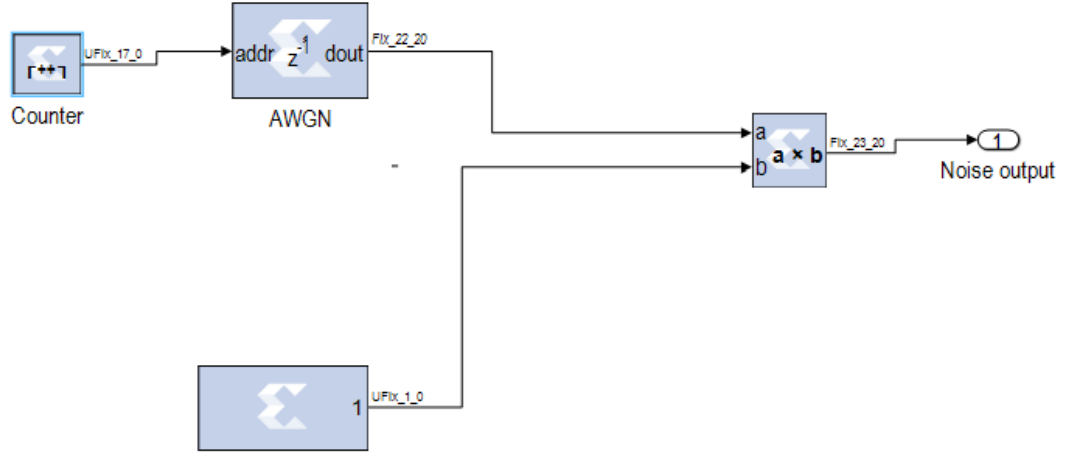 UFix_17_0
Counter
addr z⁻¹ dout
Fix_22_20
AWGN
a
b
a × b
Fix_23_20
1
Noise output
1
UFix_1_0